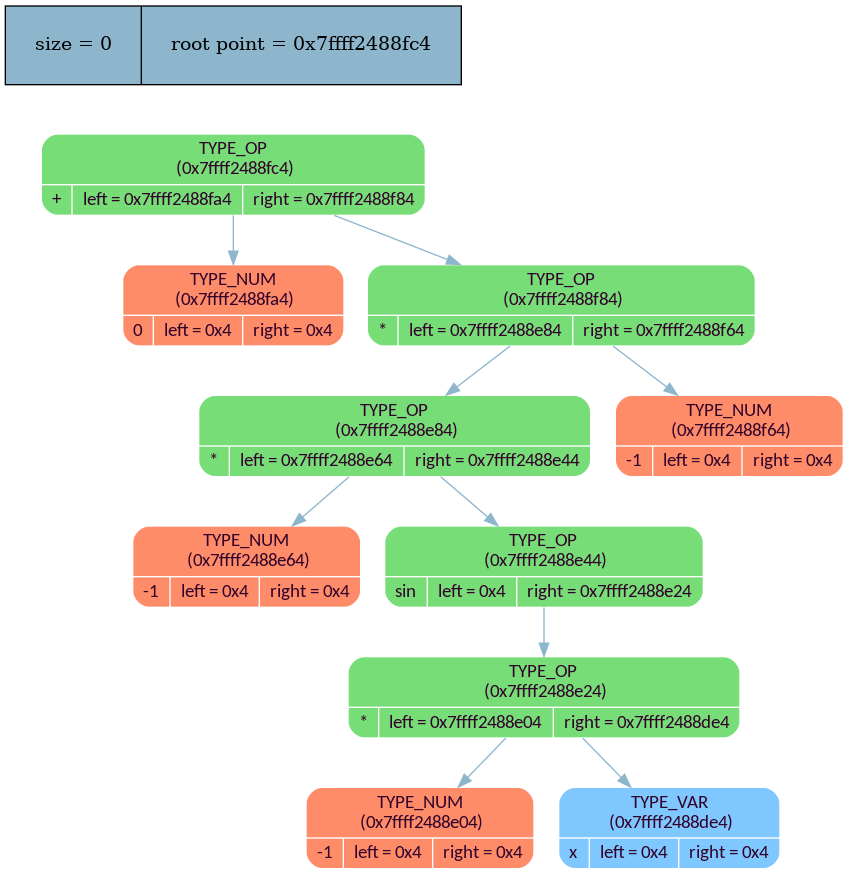 size = 0 root point = 0x7ffff2488fc4
TYPE_OP
(0x7ffff2488fc4)
+ left = 0x7ffff2488fa4 right = 0x7ffff2488f84
TYPE_NUM
(0x7ffff2488fa4)
0 left = 0x4 right = 0x4
TYPE_OP
(0x7ffff2488f84)
* left = 0x7ffff2488e84 right = 0x7ffff2488f64
TYPE_OP
(0x7ffff2488e84)
* left = 0x7ffff2488e64 right = 0x7ffff2488e44
TYPE_NUM
(0x7ffff2488f64)
-1 left = 0x4 right = 0x4
TYPE_NUM
(0x7ffff2488e64)
-1 left = 0x4 right = 0x4
TYPE_OP
(0x7ffff2488e44)
sin left = 0x4 right = 0x7ffff2488e24
TYPE_OP
(0x7ffff2488e24)
* left = 0x7ffff2488e04 right = 0x7ffff2488de4
TYPE_NUM
(0x7ffff2488e04)
-1 left = 0x4 right = 0x4
TYPE_VAR
(0x7ffff2488de4)
x left = 0x4 right = 0x4